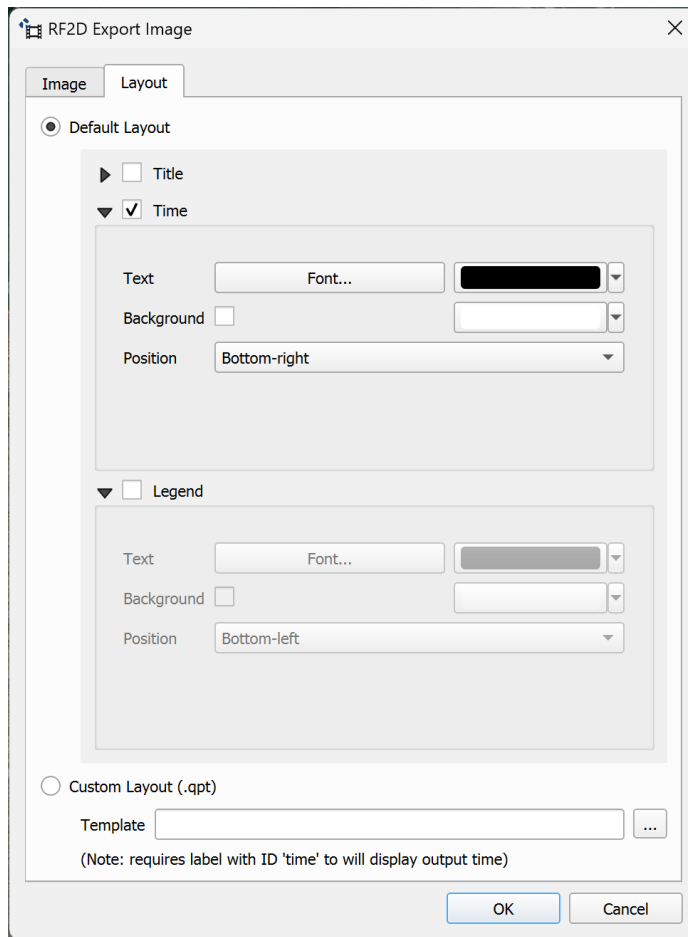 RF2D Export Image
Image
Layout
Default Layout
Title
Time
Text Font...
Background
Position Bottom-right
Legend
Text Font...
Background
Position Bottom-left
Custom Layout (.qpt)
Template ...
(Note: requires label with ID 'time' to will display output time)
OK Cancel